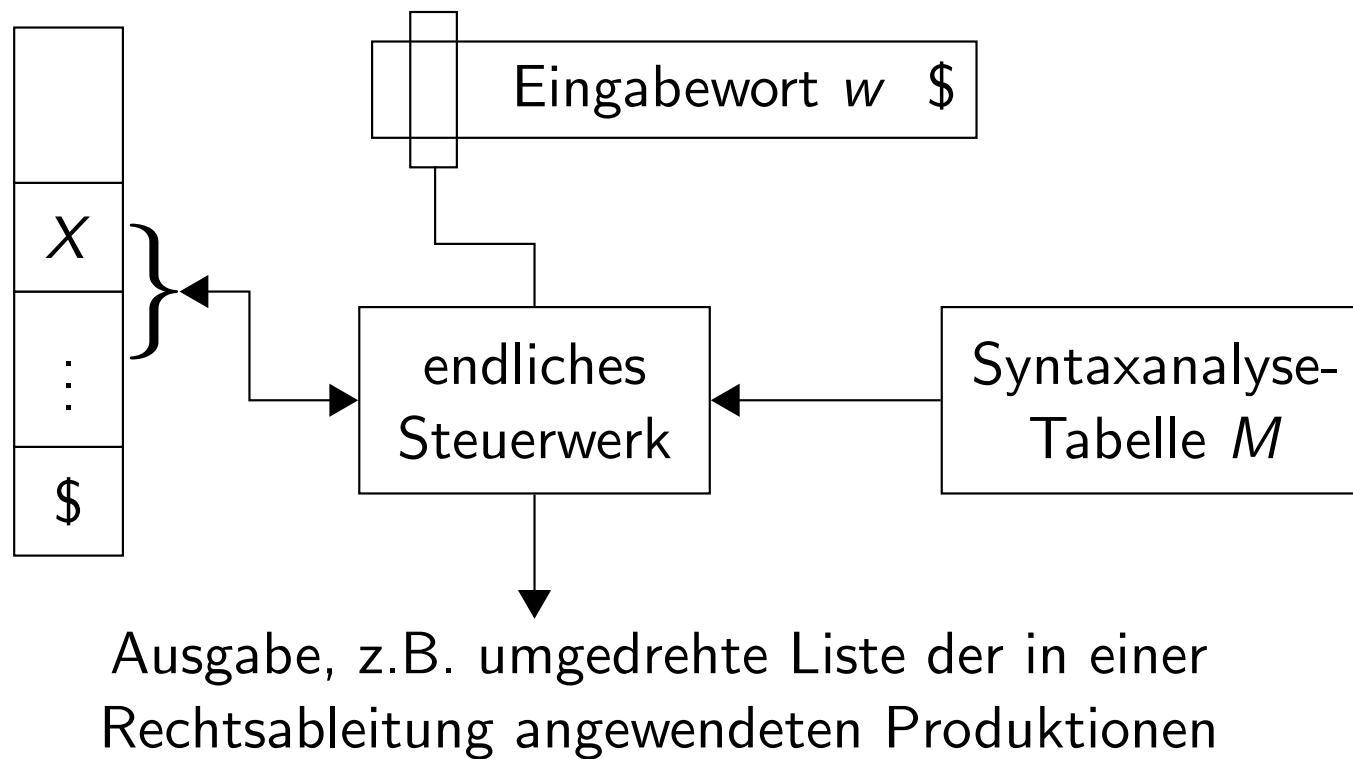 Eingabewort w $
X
⋮
$
endliches
Steuerwerk
Syntaxanalyse-
Tabelle M
Ausgabe, z.B. umgedrehte Liste der in einer
Rechtsableitung angewendeten Produktionen